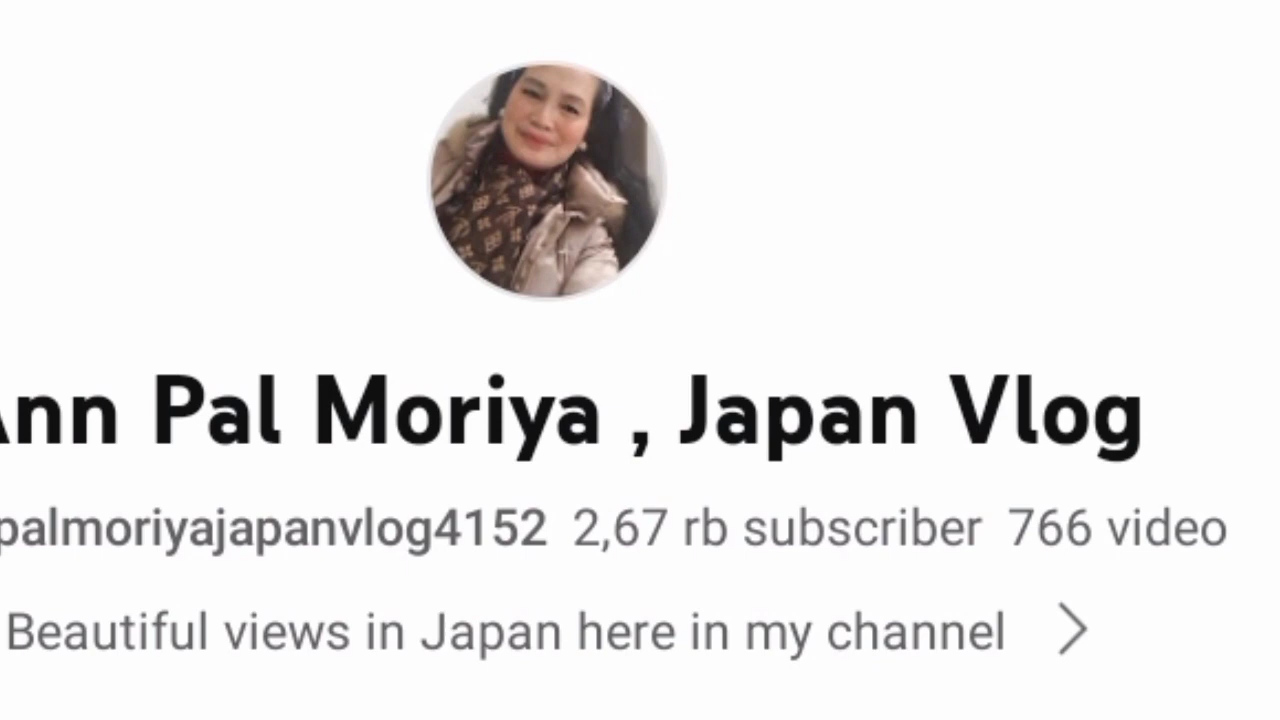 Ann Pal Moriya , Japan Vlog
palmoriyajapanvlog4152 2,67 rb subscriber 766 video
Beautiful views in Japan here in my channel